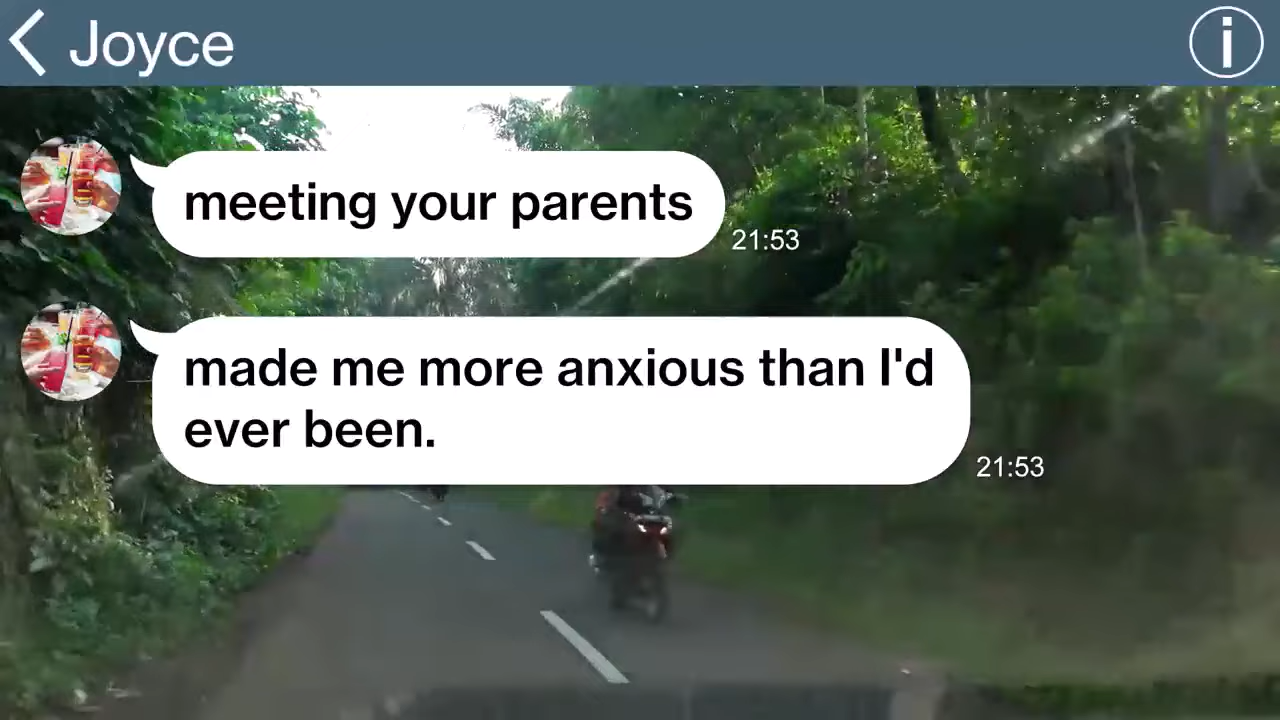 Joyce
meeting your parents
21:53
made me more anxious than I'd
ever been.
21:53